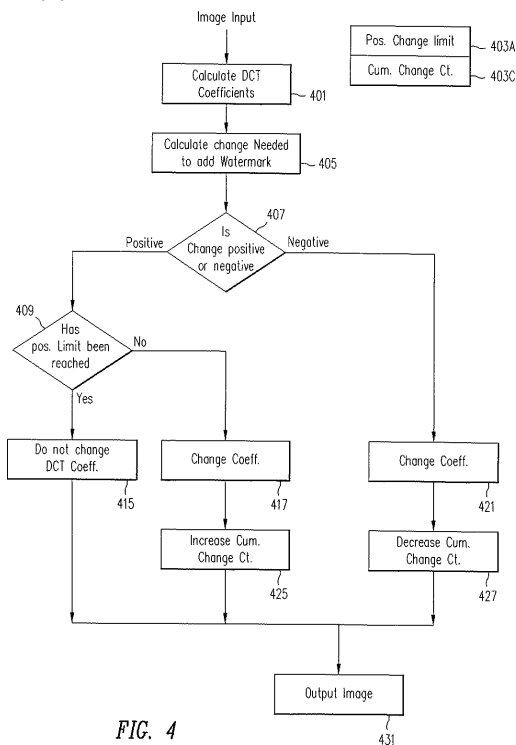 Image Input
Pos. Change limit
403A
Cum. Change Ct.
403C
Calculate DCT
Coefficients
401
Calculate change Needed
to add Watermark
405
407
Is
Change positive
or negative
Positive
Negative
409
Has
pos. Limit been
reached
No
Yes
Do not change
DCT Coeff.
415
Change Coeff.
417
Change Coeff.
421
Increase Cum.
Change Ct.
425
Decrease Cum.
Change Ct.
427
Output Image
431
FIG. 4